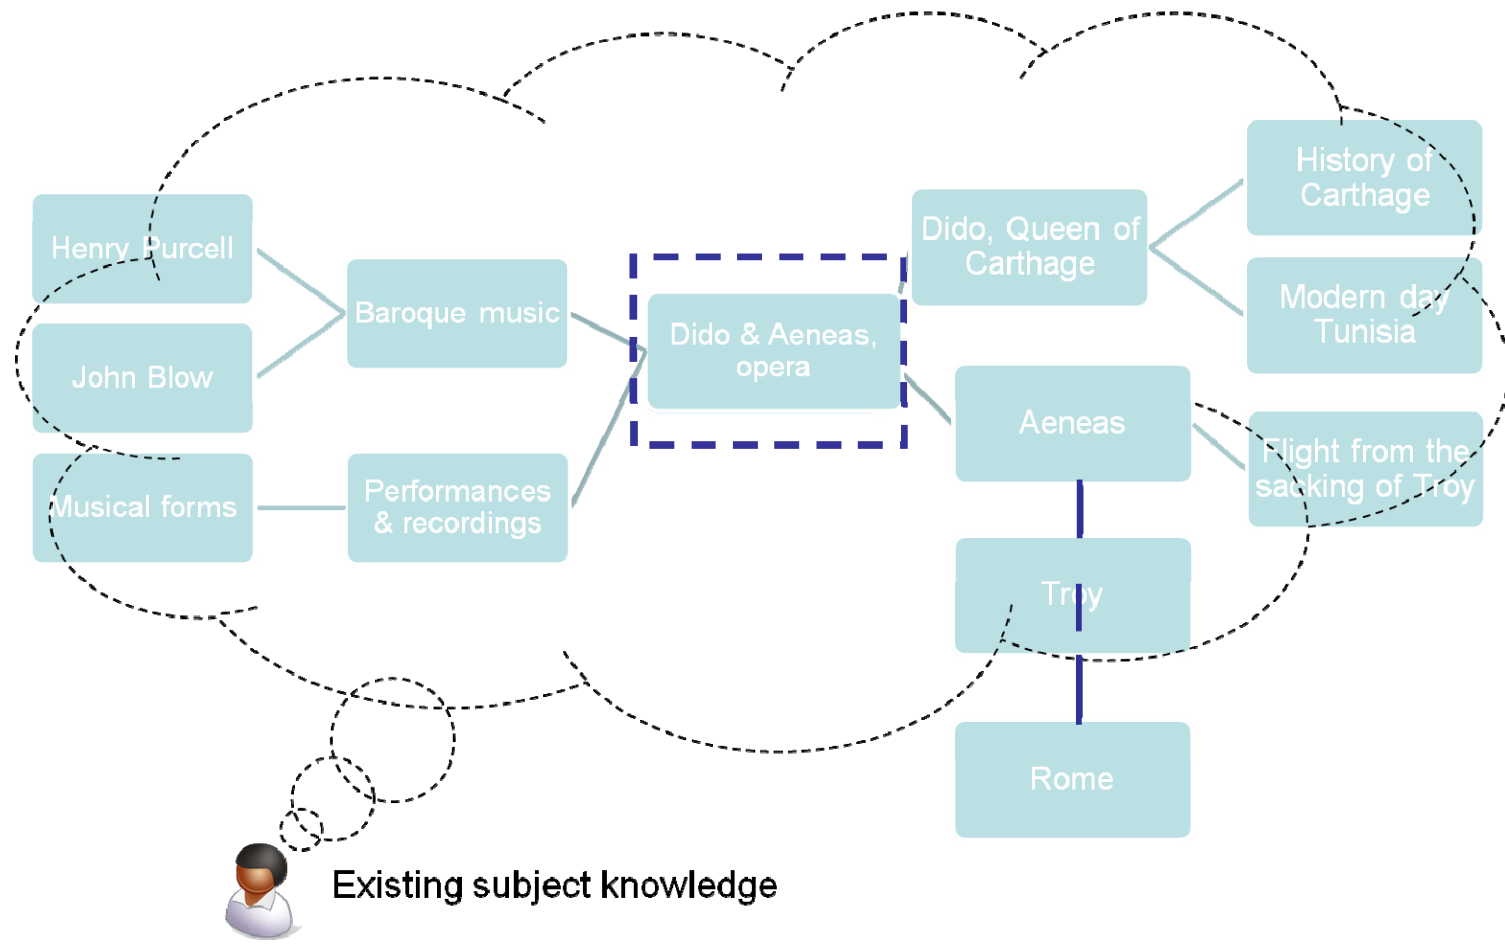 Henry Purcell
John Blow
Musical forms
Baroque music
Performances
& recordings
Dido & Aeneas,
opera
Dido, Queen of
Carthage
Aeneas
Troy
Rome
History of
Carthage
Modern day
Tunisia
Flight from the
sacking of Troy
Existing subject knowledge